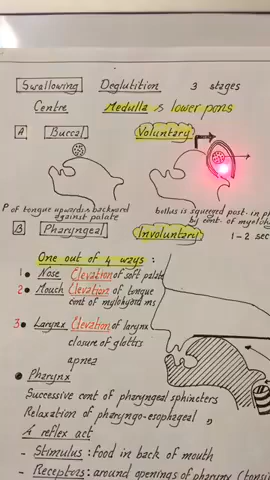 Swallowing Deglutition 3 stages
Centre Medulla & lower pons
A Buccal Voluntary
P of tongue upwards & backward
against palate
bolus is squeezed post. in p
by cont. of myloh
B Pharyngeal Involuntary 1-2 sec
One out of 4 ways :
1 • Nose Elevation of soft palate
2 • Mouth Elevation of tongue
cont of mylohyoid ms
3 • Larynx Elevation of larynx
closure of glottis
apnea
• Pharynx
Successive cont of pharyngeal sphincters
Relaxation of pharyngo-esophageal
A reflex act
- Stimulus : food in back of mouth
- Receptors : around openings of pharynx (tonsi